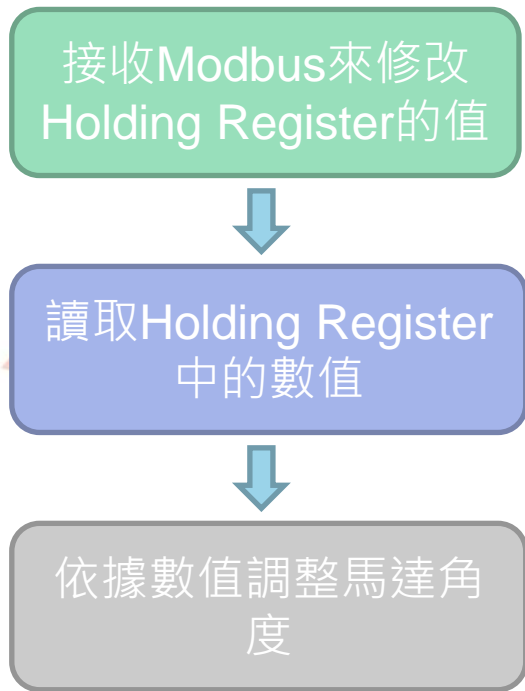 接收Modbus來修改
Holding Register的值
讀取Holding Register
中的數值
依據數值調整馬達角
度